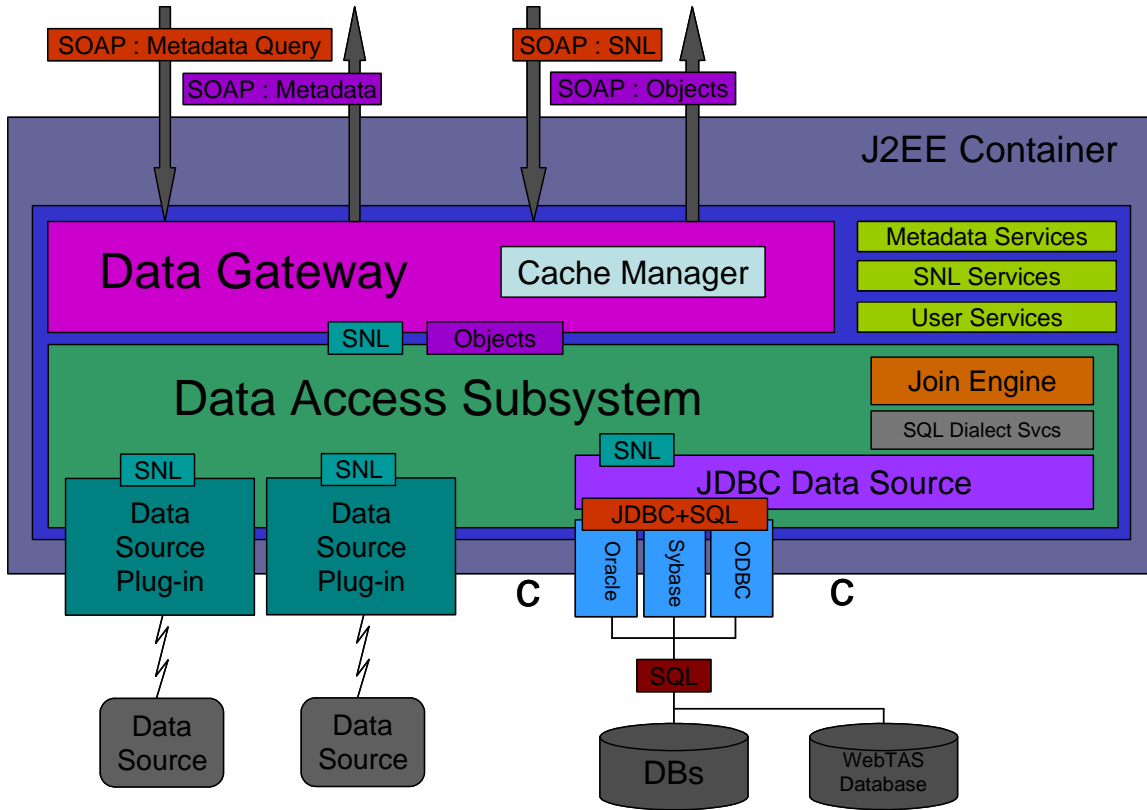 SOAP : Metadata Query
SOAP : SNL
SOAP : Metadata
SOAP : Objects
J2EE Container
Data Gateway
Cache Manager
Metadata Services
SNL Services
User Services
SNL
Objects
Data Access Subsystem
Join Engine
SQL Dialect Svcs
SNL
SNL
SNL
JDBC Data Source
Data
Source
Plug-in
Data
Source
Plug-in
JDBC+SQL
Oracle
Sybase
ODBC
C
C
SQL
Data
Source
Data
Source
DBs
WebTAS
Database